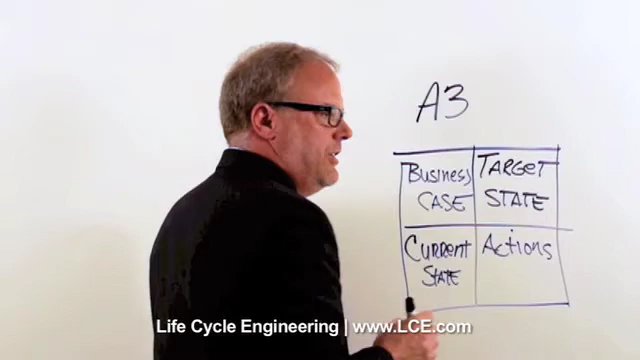 A3
Business
CASE
TARGET
STATE
Current
STATE
Actions
Life Cycle Engineering | www.LCE.com